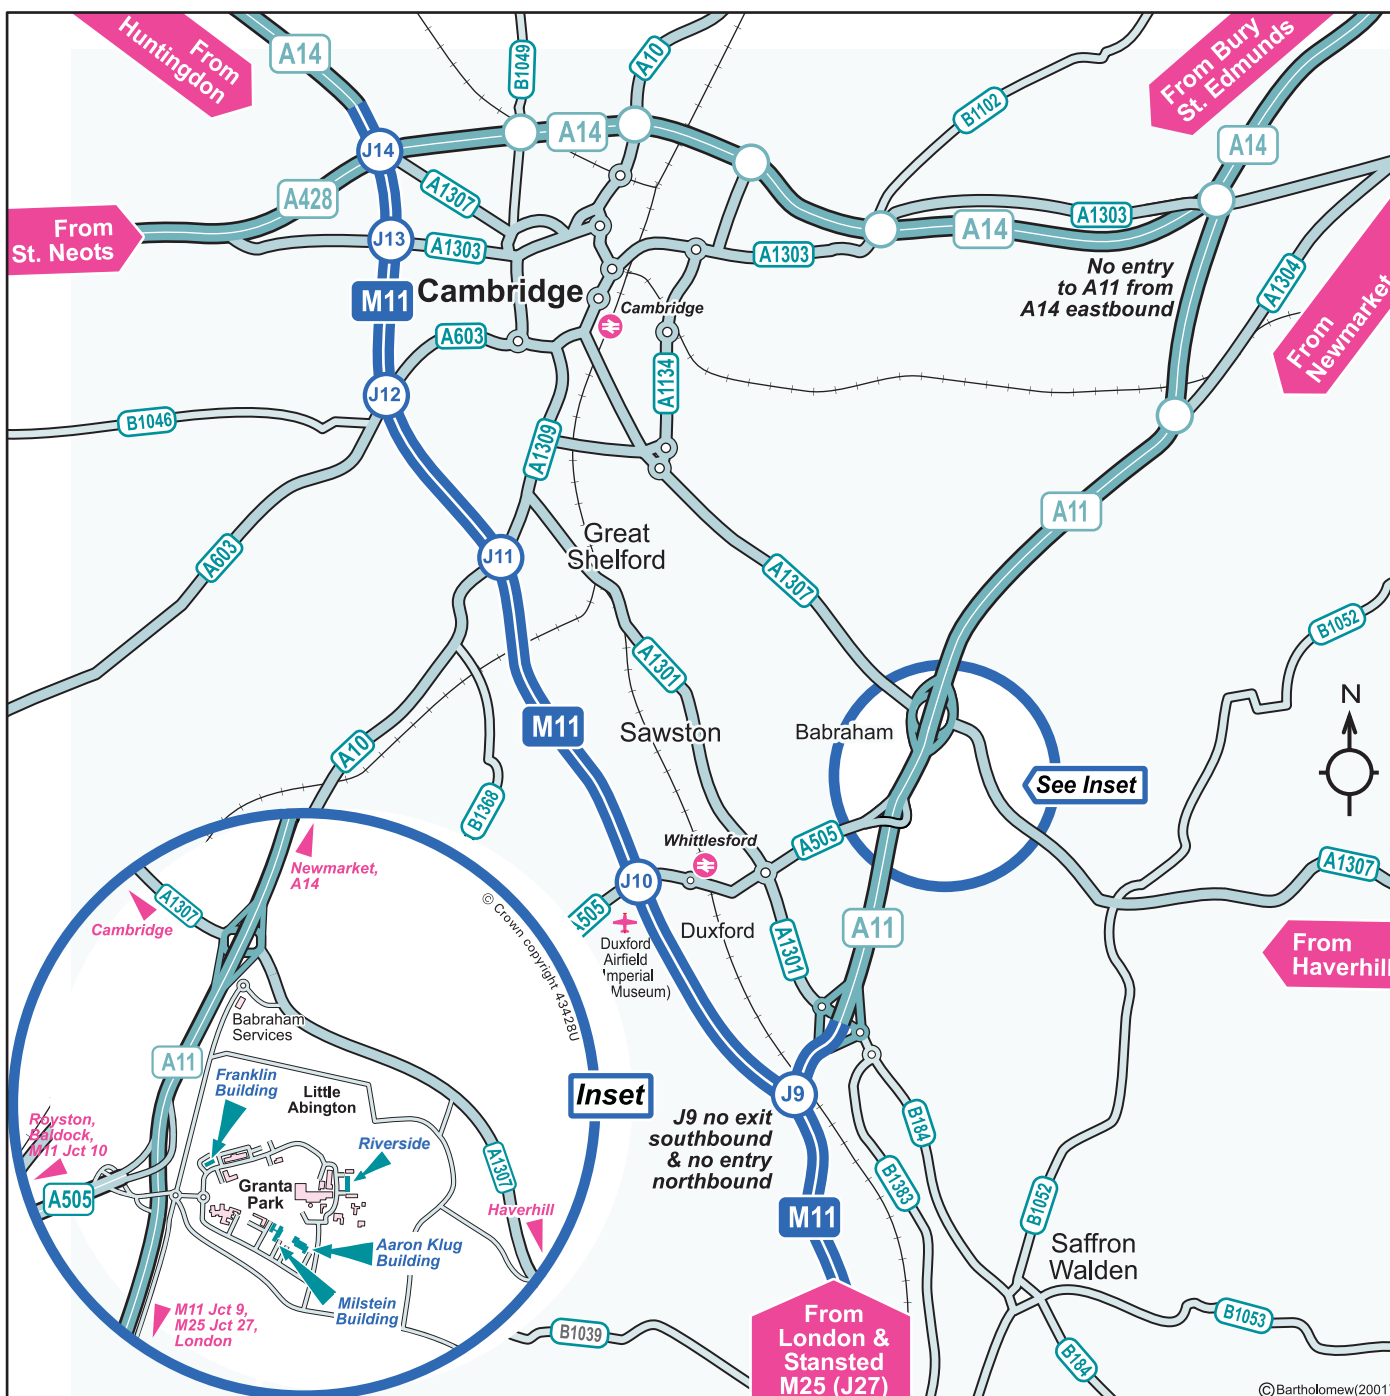 From
Huntingdon
A14
B1049
A10
From Bury
St. Edmunds
B1102
A14
A14
J14
A428
A1307
From
St. Neots
J13
A1303
A1303
A14
A1303
M11
Cambridge
Cambridge
No entry
to A11 from
A14 eastbound
A1304
From
Newmarket
A603
A1134
J12
B1046
A1309
A11
Great
Shelford
J11
A603
A1307
B1052
A1301
M11
Sawston
Babraham
N
See Inset
A10
B1368
Whittlesford
A505
J10
A505
Duxford
A1301
A11
A1307
From
Haverhill
Duxford
Airfield
Imperial
Museum)
Newmarket,
A14
© Crown copyright 43428U
A1307
Cambridge
Babraham
Services
A11
Franklin
Building
Little
Abington
Inset
J9
J9 no exit
southbound
& no entry
northbound
B184
B1383
Royston,
Baldock,
M11 Jct 10
Riverside
A1307
A505
Granta
Park
Haverhill
M11
B1052
Aaron Klug
Building
Saffron
Walden
Milstein
Building
M11 Jct 9,
M25 Jct 27,
London
B1039
From
London &
Stansted
M25 (J27)
B1053
B184
©Bartholomew(2001